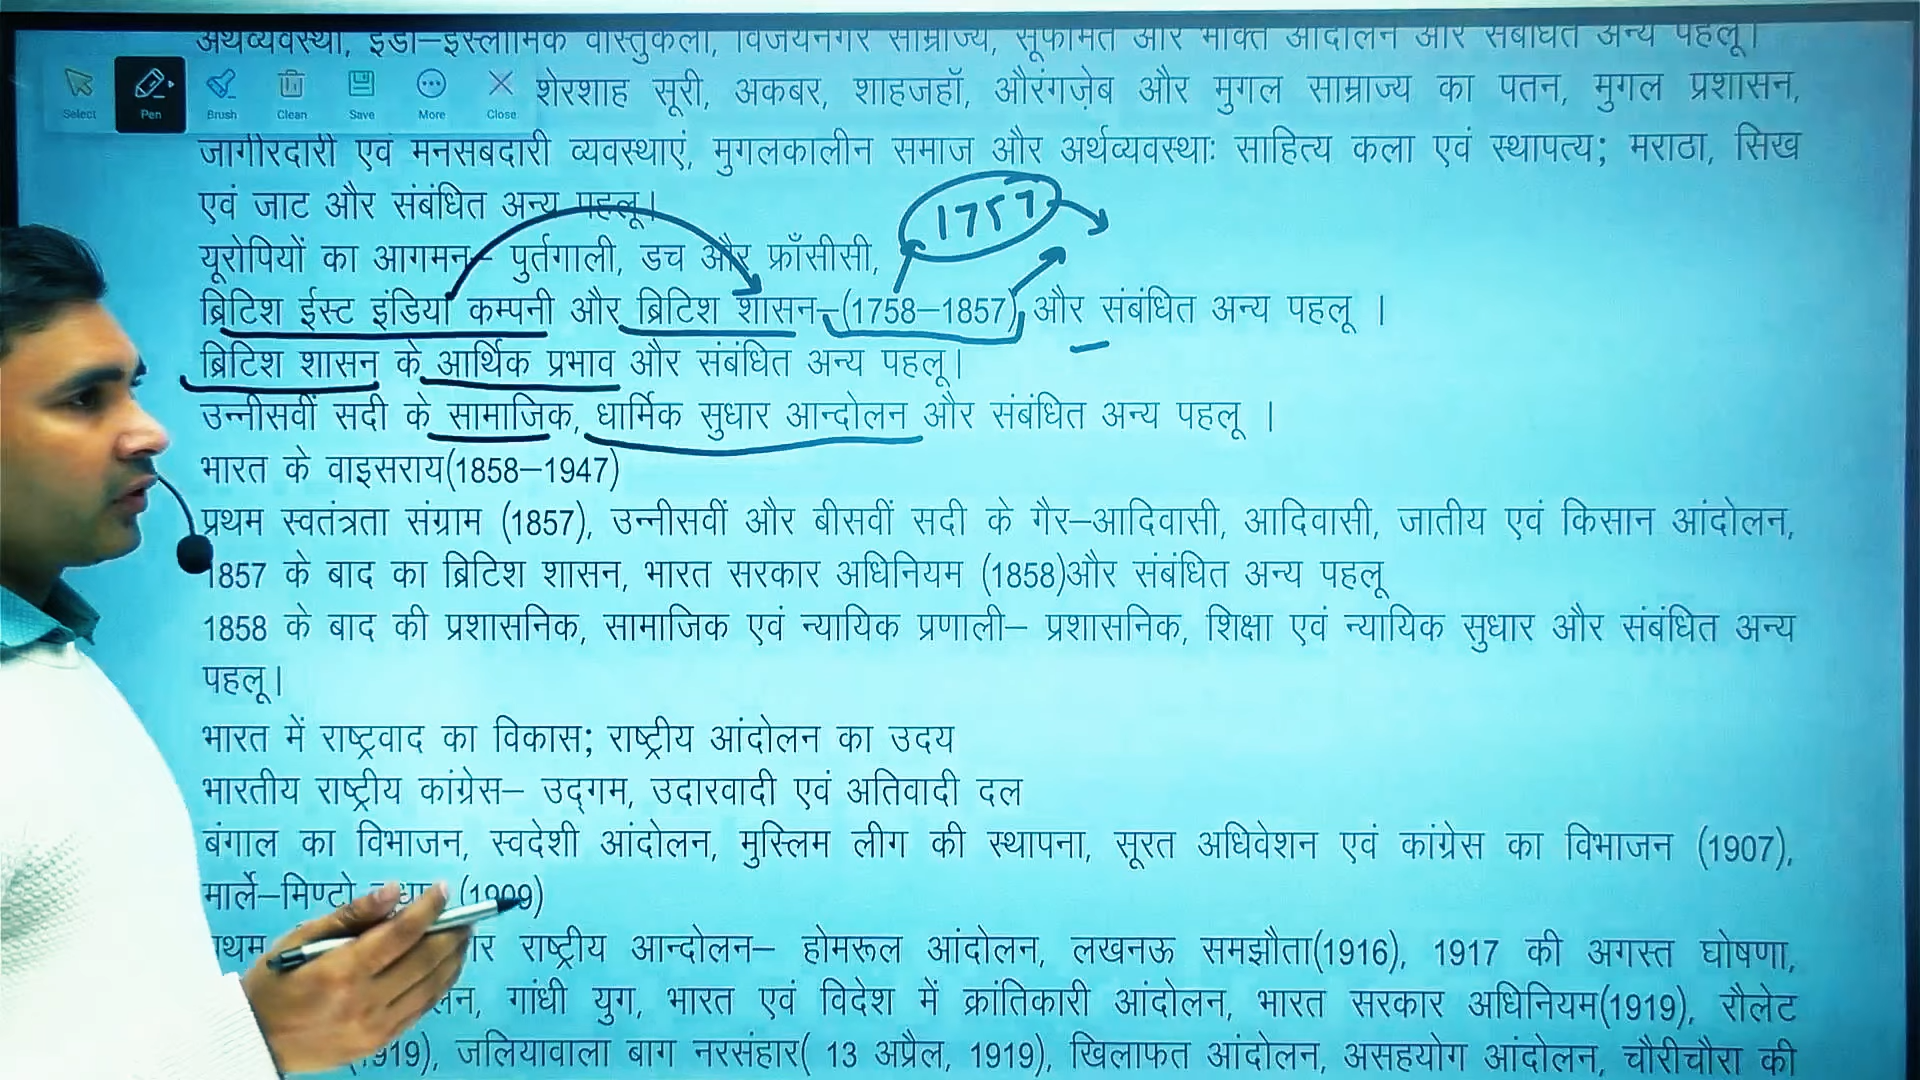 अर्थव्यवस्था, इंडो–इस्लामिक वास्तुकला, विजयनगर साम्राज्य, सूफीमत और भक्ति आंदोलन और संबंधित अन्य पहलू।
Select Pen Brush Clean Save More Close
शेरशाह सूरी, अकबर, शाहजहॉ, औरंगज़ेब और मुगल साम्राज्य का पतन, मुगल प्रशासन,
जागीरदारी एवं मनसबदारी व्यवस्थाएं, मुगलकालीन समाज और अर्थव्यवस्थाः साहित्य कला एवं स्थापत्य; मराठा, सिख
एवं जाट और संबंधित अन्य पहलू।
1757
यूरोपियों का आगमन– पुर्तगाली, डच और फ्राँसीसी,
ब्रिटिश ईस्ट इंडिया कम्पनी और ब्रिटिश शासन–(1758–1857) और संबंधित अन्य पहलू ।
ब्रिटिश शासन के आर्थिक प्रभाव और संबंधित अन्य पहलू।
उन्नीसवीं सदी के सामाजिक, धार्मिक सुधार आन्दोलन और संबंधित अन्य पहलू ।
भारत के वाइसराय(1858–1947)
प्रथम स्वतंत्रता संग्राम (1857), उन्नीसवीं और बीसवीं सदी के गैर–आदिवासी, आदिवासी, जातीय एवं किसान आंदोलन,
1857 के बाद का ब्रिटिश शासन, भारत सरकार अधिनियम (1858)और संबंधित अन्य पहलू
1858 के बाद की प्रशासनिक, सामाजिक एवं न्यायिक प्रणाली– प्रशासनिक, शिक्षा एवं न्यायिक सुधार और संबंधित अन्य
पहलू।
भारत में राष्ट्रवाद का विकास; राष्ट्रीय आंदोलन का उदय
भारतीय राष्ट्रीय कांग्रेस– उद्गम, उदारवादी एवं अतिवादी दल
बंगाल का विभाजन, स्वदेशी आंदोलन, मुस्लिम लीग की स्थापना, सूरत अधिवेशन एवं कांग्रेस का विभाजन (1907),
मार्ले–मिण्टो (1909)
राष्ट्रीय आन्दोलन– होमरूल आंदोलन, लखनऊ समझौता(1916), 1917 की अगस्त घोषणा,
गांधी युग, भारत एवं विदेश में क्रांतिकारी आंदोलन, भारत सरकार अधिनियम(1919), रौलेट
1919), जलियावाला बाग नरसंहार( 13 अप्रैल, 1919), खिलाफत आंदोलन, असहयोग आंदोलन, चौरीचौरा की